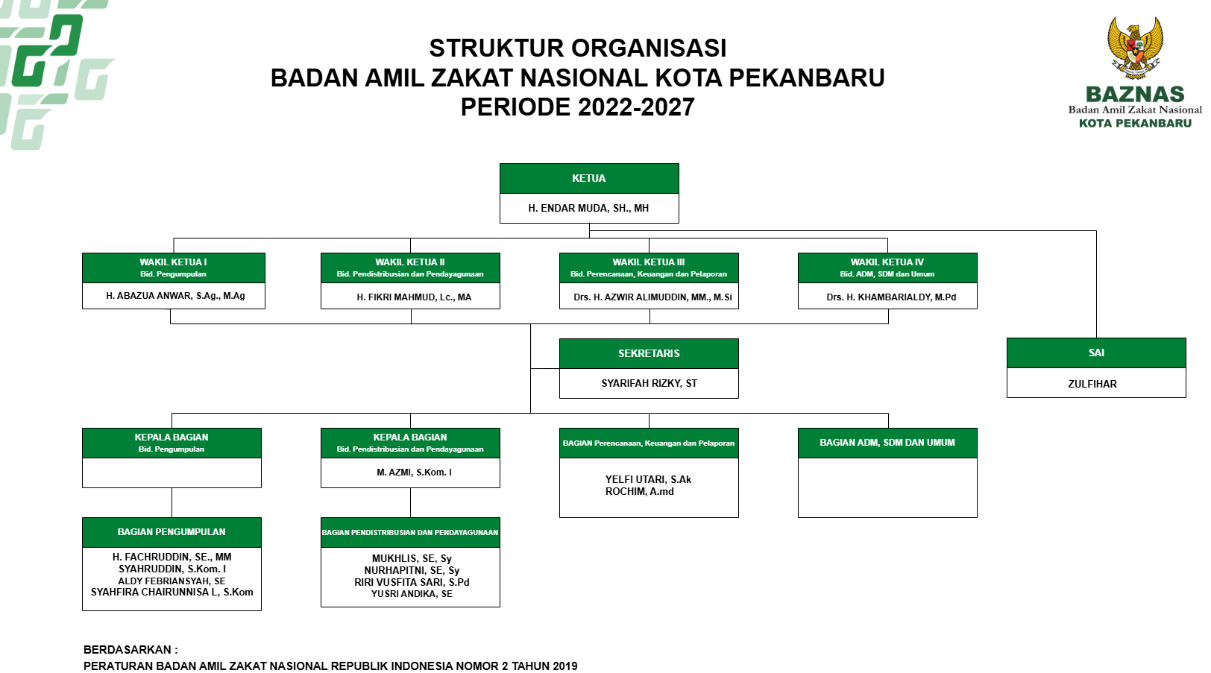 STRUKTUR ORGANISASI
BADAN AMIL ZAKAT NASIONAL KOTA PEKANBARU
PERIODE 2022-2027
BAZNAS
Badan Amil Zakat Nasional
KOTA PEKANBARU
KETUA
H. ENDAR MUDA, SH., MH
WAKIL KETUA I
Bid. Pengumpulan
H. ABAZUA ANWAR, S.Ag., M.Ag
WAKIL KETUA II
Bid. Pendistribusian dan Pendayagunaan
H. FIKRI MAHMUD, Lc., MA
WAKIL KETUA III
Bid. Perencanaan, Keuangan dan Pelaporan
Drs. H. AZWIR ALIMUDDIN, MM., M.Si
WAKIL KETUA IV
Bid. ADM, SDM dan Umum
Drs. H. KHAMBARIALDY, M.Pd
SEKRETARIS
SYARIFAH RIZKY, ST
SAI
ZULFIHAR
KEPALA BAGIAN
Bid. Pengumpulan
KEPALA BAGIAN
Bid. Pendistribusian dan Pendayagunaan
M. AZMI, S.Kom. I
BAGIAN Perencanaan, Keuangan dan Pelaporan
YELFI UTARI, S.Ak
ROCHIM, A.md
BAGIAN ADM, SDM DAN UMUM
BAGIAN PENGUMPULAN
H. FACHRUDDIN, SE., MM
SYAHRUDDIN, S.Kom. I
ALDY FEBRIANSYAH, SE
SYAHFIRA CHAIRUNNISA L, S.Kom
BAGIAN PENDISTRIBUSIAN DAN PENDAYAGUNAAN
MUKHLIS, SE, Sy
NURHAPITNI, SE, Sy
RIRI VUSFITA SARI, S.Pd
YUSRI ANDIKA, SE
BERDASARKAN :
PERATURAN BADAN AMIL ZAKAT NASIONAL REPUBLIK INDONESIA NOMOR 2 TAHUN 2019